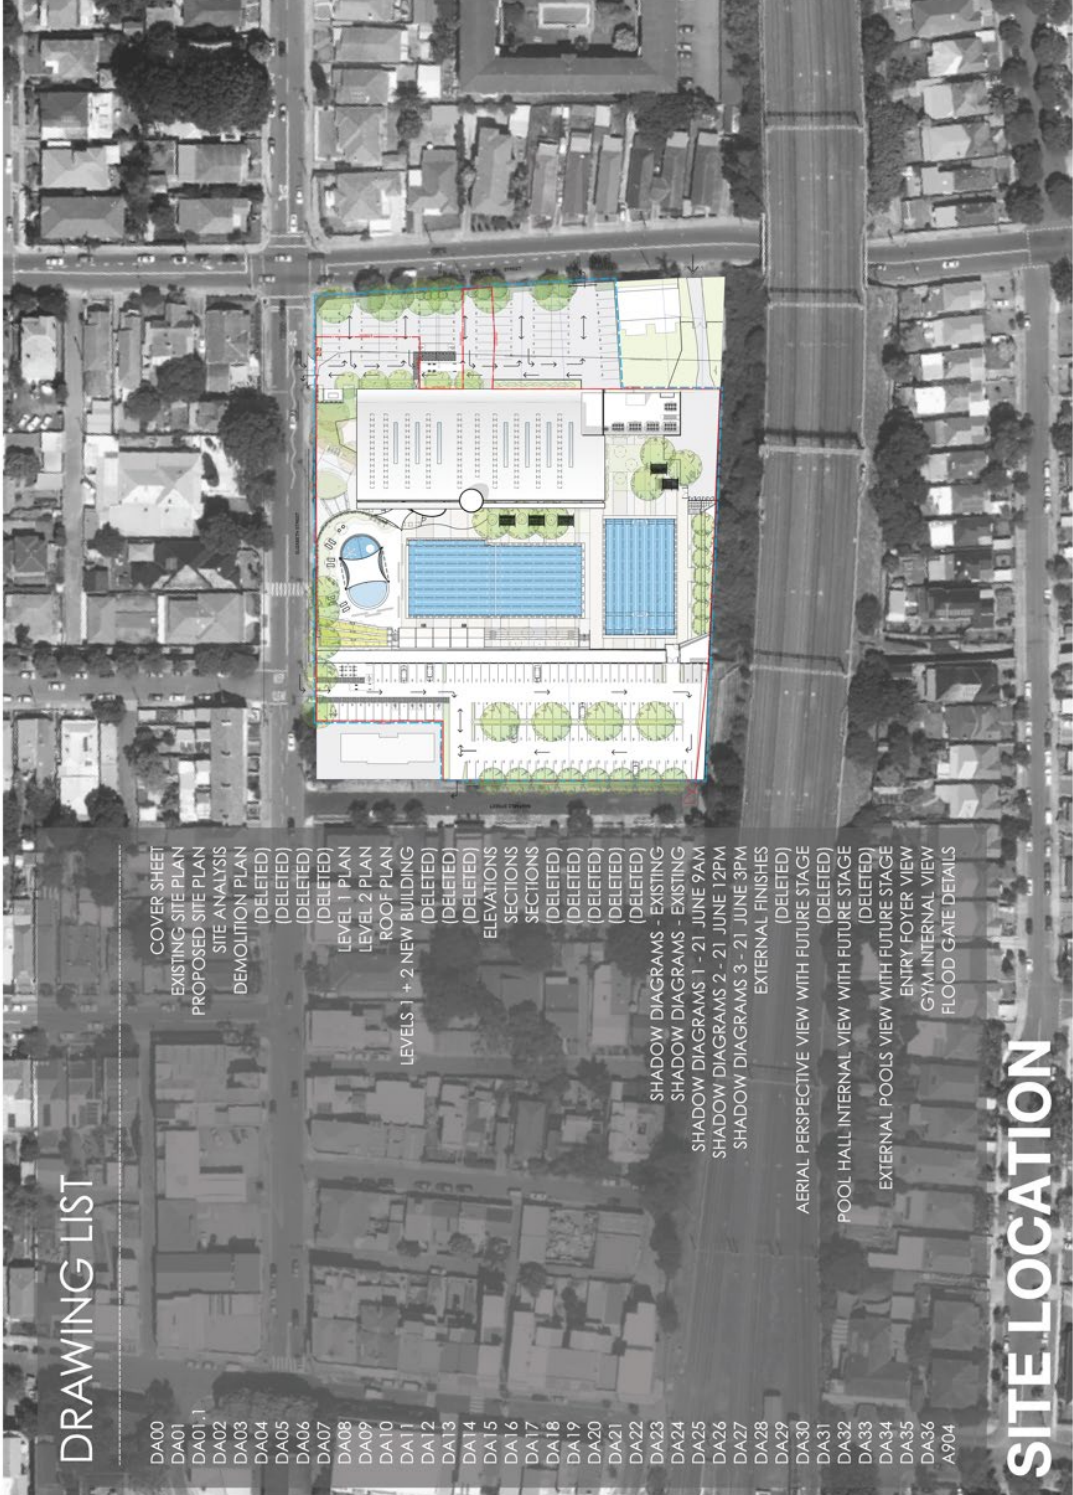 DRAWING LIST
DA00 COVER SHEET
DA01 EXISTING SITE PLAN
DA01.1 PROPOSED SITE PLAN
DA02 SITE ANALYSIS
DA03 DEMOLITION PLAN
DA04 (DELETED)
DA05 (DELETED)
DA06 (DELETED)
DA07 (DELETED)
DA08 LEVEL 1 PLAN
DA09 LEVEL 2 PLAN
DA10 ROOF PLAN
DA11 LEVELS 1 + 2 NEW BUILDING
DA12 (DELETED)
DA13 (DELETED)
DA14 (DELETED)
DA15 ELEVATIONS
DA16 SECTIONS
DA17 SECTIONS
DA18 (DELETED)
DA19 (DELETED)
DA20 (DELETED)
DA21 (DELETED)
DA22 (DELETED)
DA23 SHADOW DIAGRAMS - EXISTING
DA24 SHADOW DIAGRAMS - EXISTING
DA25 SHADOW DIAGRAMS 1 - 21 JUNE 9AM
DA26 SHADOW DIAGRAMS 2 - 21 JUNE 12PM
DA27 SHADOW DIAGRAMS 3 - 21 JUNE 3PM
DA28 EXTERNAL FINISHES
DA29 (DELETED)
DA30 AERIAL PERSPECTIVE VIEW WITH FUTURE STAGE
DA31 (DELETED)
DA32 POOL HALL INTERNAL VIEW WITH FUTURE STAGE
DA33 (DELETED)
DA34 EXTERNAL POOLS VIEW WITH FUTURE STAGE
DA35 ENTRY FOYER VIEW
DA36 GYM INTERNAL VIEW
A904 FLOOD GATE DETAILS
SITE LOCATION